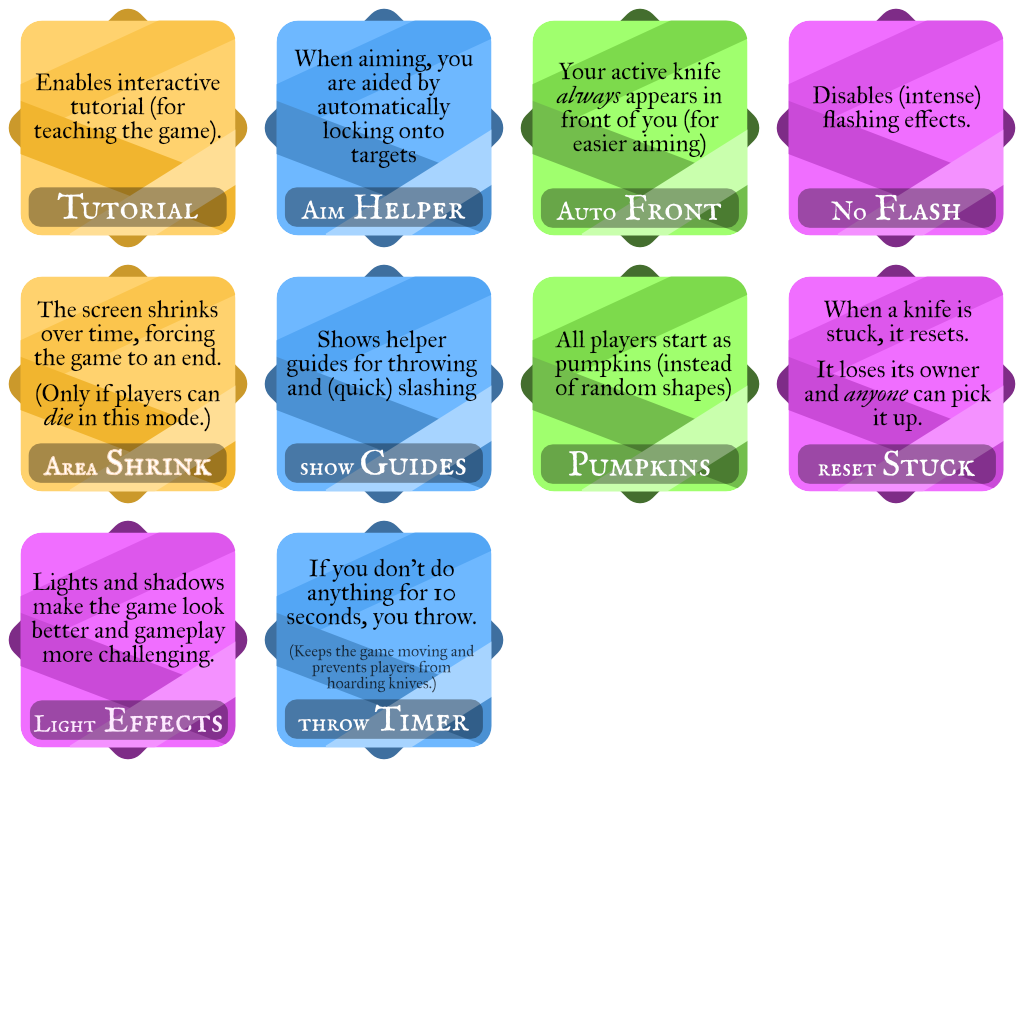 Enables interactive
tutorial (for
teaching the game).
Tutorial
When aiming, you
are aided by
automatically
locking onto
targets
Aim Helper
Your active knife
always appears in
front of you (for
easier aiming)
Auto Front
Disables (intense)
flashing effects.
No Flash
The screen shrinks
over time, forcing
the game to an end.
(Only if players can
die in this mode.)
Area Shrink
Shows helper
guides for throwing
and (quick) slashing
show Guides
All players start as
pumpkins (instead
of random shapes)
Pumpkins
When a knife is
stuck, it resets.
It loses its owner
and anyone can pick
it up.
reset Stuck
Lights and shadows
make the game look
better and gameplay
more challenging.
Light Effects
If you don't do
anything for 10
seconds, you throw.
(Keeps the game moving and
prevents players from
hoarding knives.)
throw Timer